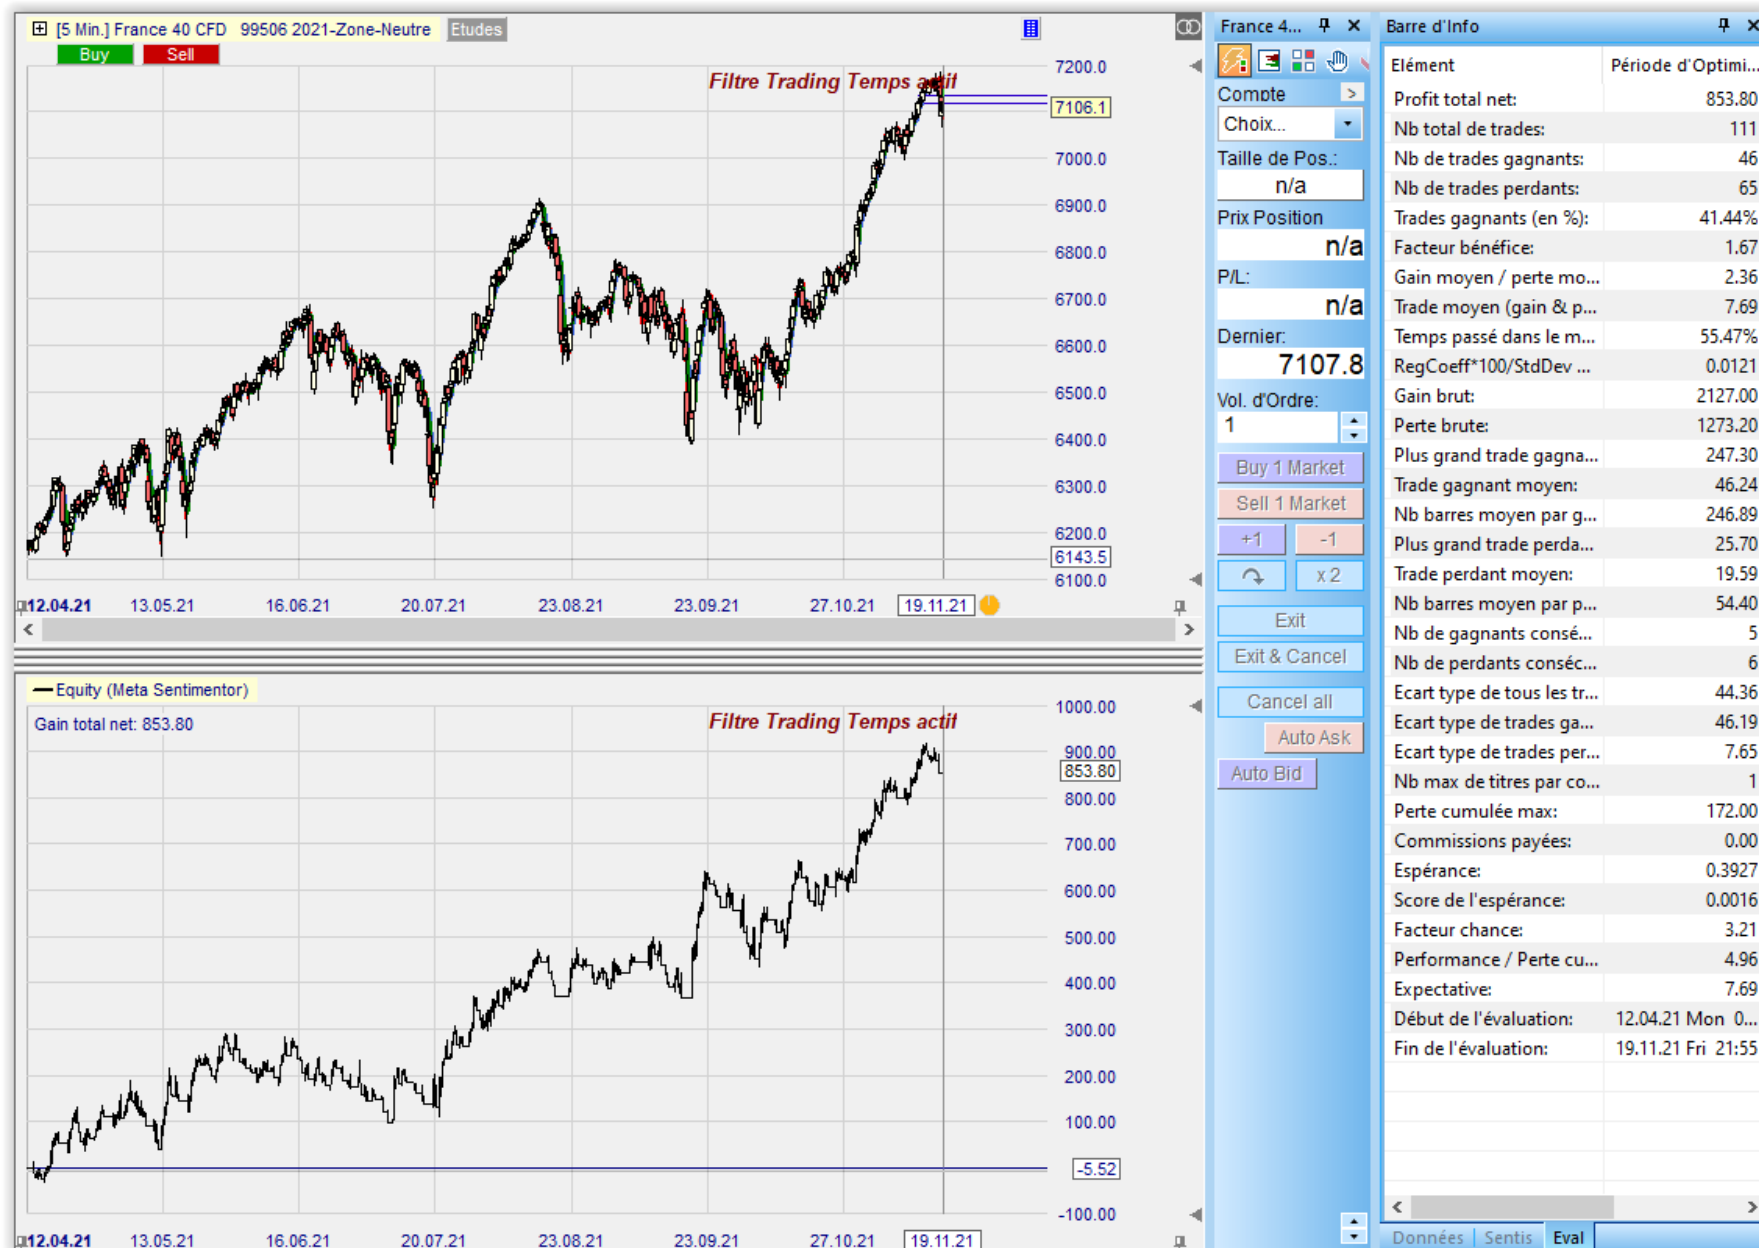 [5 Min.] France 40 CFD 99506 2021-Zone-Neutre Etudes
Buy Sell
Filtre Trading Temps actif
7200.0
7106.1
7000.0
6900.0
6800.0
6700.0
6600.0
6500.0
6400.0
6300.0
6200.0
6143.5
6100.0
12.04.21 13.05.21 16.06.21 20.07.21 23.08.21 23.09.21 27.10.21 19.11.21
Equity (Meta Sentimentor)
Gain total net: 853.80
Filtre Trading Temps actif
1000.00
900.00
853.80
800.00
700.00
600.00
500.00
400.00
300.00
200.00
100.00
-5.52
-100.00
12.04.21 13.05.21 16.06.21 20.07.21 23.08.21 23.09.21 27.10.21 19.11.21
France 4...
Compte >
Choix...
Taille de Pos.:
n/a
Prix Position
n/a
P/L:
n/a
Dernier:
7107.8
Vol. d'Ordre:
1
Buy 1 Market
Sell 1 Market
+1 -1
x 2
Exit
Exit & Cancel
Cancel all
Auto Ask
Auto Bid
Barre d'Info
Elément Période d'Optimi...
Profit total net: 853.80
Nb total de trades: 111
Nb de trades gagnants: 46
Nb de trades perdants: 65
Trades gagnants (en %): 41.44%
Facteur bénéfice: 1.67
Gain moyen / perte mo... 2.36
Trade moyen (gain & p... 7.69
Temps passé dans le m... 55.47%
RegCoeff*100/StdDev ... 0.0121
Gain brut: 2127.00
Perte brute: 1273.20
Plus grand trade gagna... 247.30
Trade gagnant moyen: 46.24
Nb barres moyen par g... 246.89
Plus grand trade perda... 25.70
Trade perdant moyen: 19.59
Nb barres moyen par p... 54.40
Nb de gagnants consé... 5
Nb de perdants conséc... 6
Ecart type de tous les tr... 44.36
Ecart type de trades ga... 46.19
Ecart type de trades per... 7.65
Nb max de titres par co... 1
Perte cumulée max: 172.00
Commissions payées: 0.00
Espérance: 0.3927
Score de l'espérance: 0.0016
Facteur chance: 3.21
Performance / Perte cu... 4.96
Expectative: 7.69
Début de l'évaluation: 12.04.21 Mon 0...
Fin de l'évaluation: 19.11.21 Fri 21:55
Données Sentis Eval